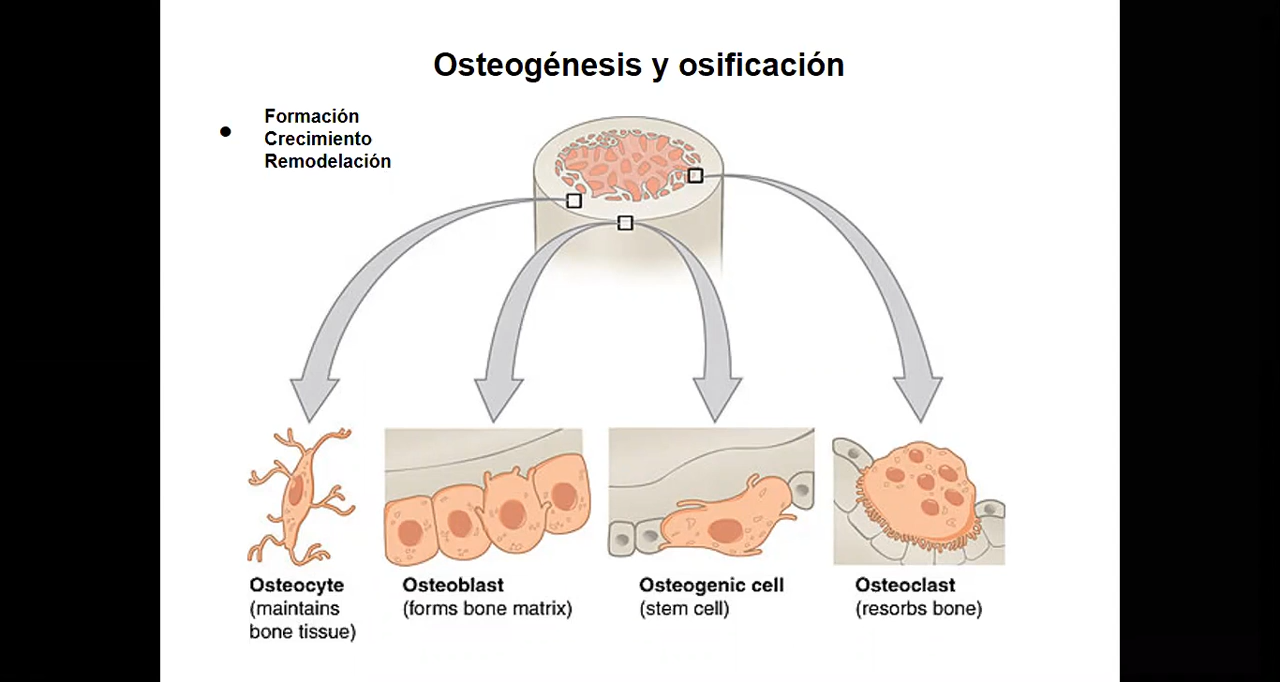 Osteogénesis y osificación
Formación
Crecimiento
Remodelación
Osteocyte
(maintains
bone tissue)
Osteoblast
(forms bone matrix)
Osteogenic cell
(stem cell)
Osteoclast
(resorbs bone)